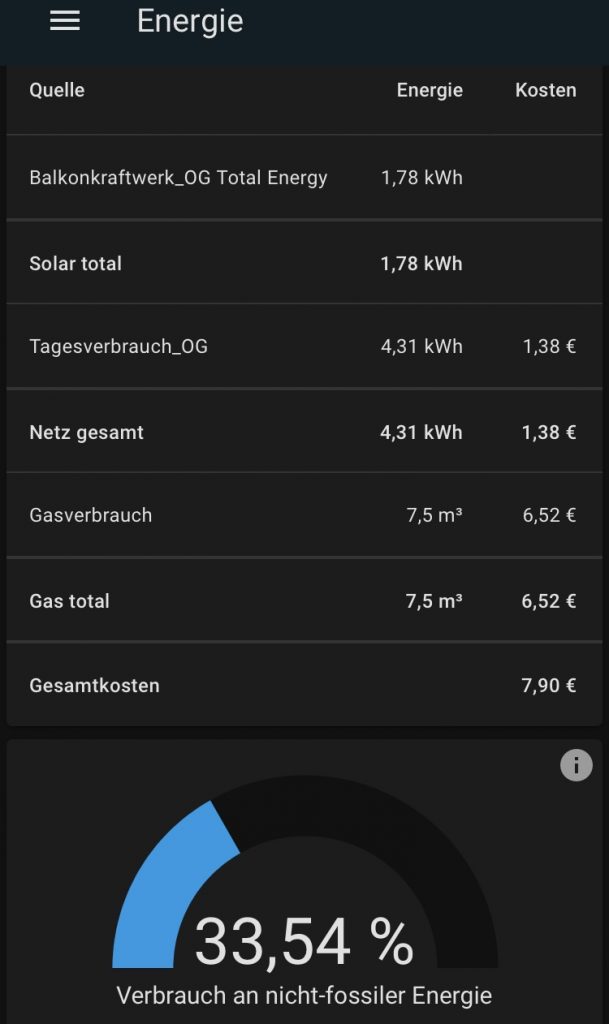 Energie
Quelle Energie Kosten
Balkonkraftwerk_OG Total Energy 1,78 kWh
Solar total 1,78 kWh
Tagesverbrauch_OG 4,31 kWh 1,38 €
Netz gesamt 4,31 kWh 1,38 €
Gasverbrauch 7,5 m³ 6,52 €
Gas total 7,5 m³ 6,52 €
Gesamtkosten 7,90 €
i
33,54 %
Verbrauch an nicht-fossiler Energie